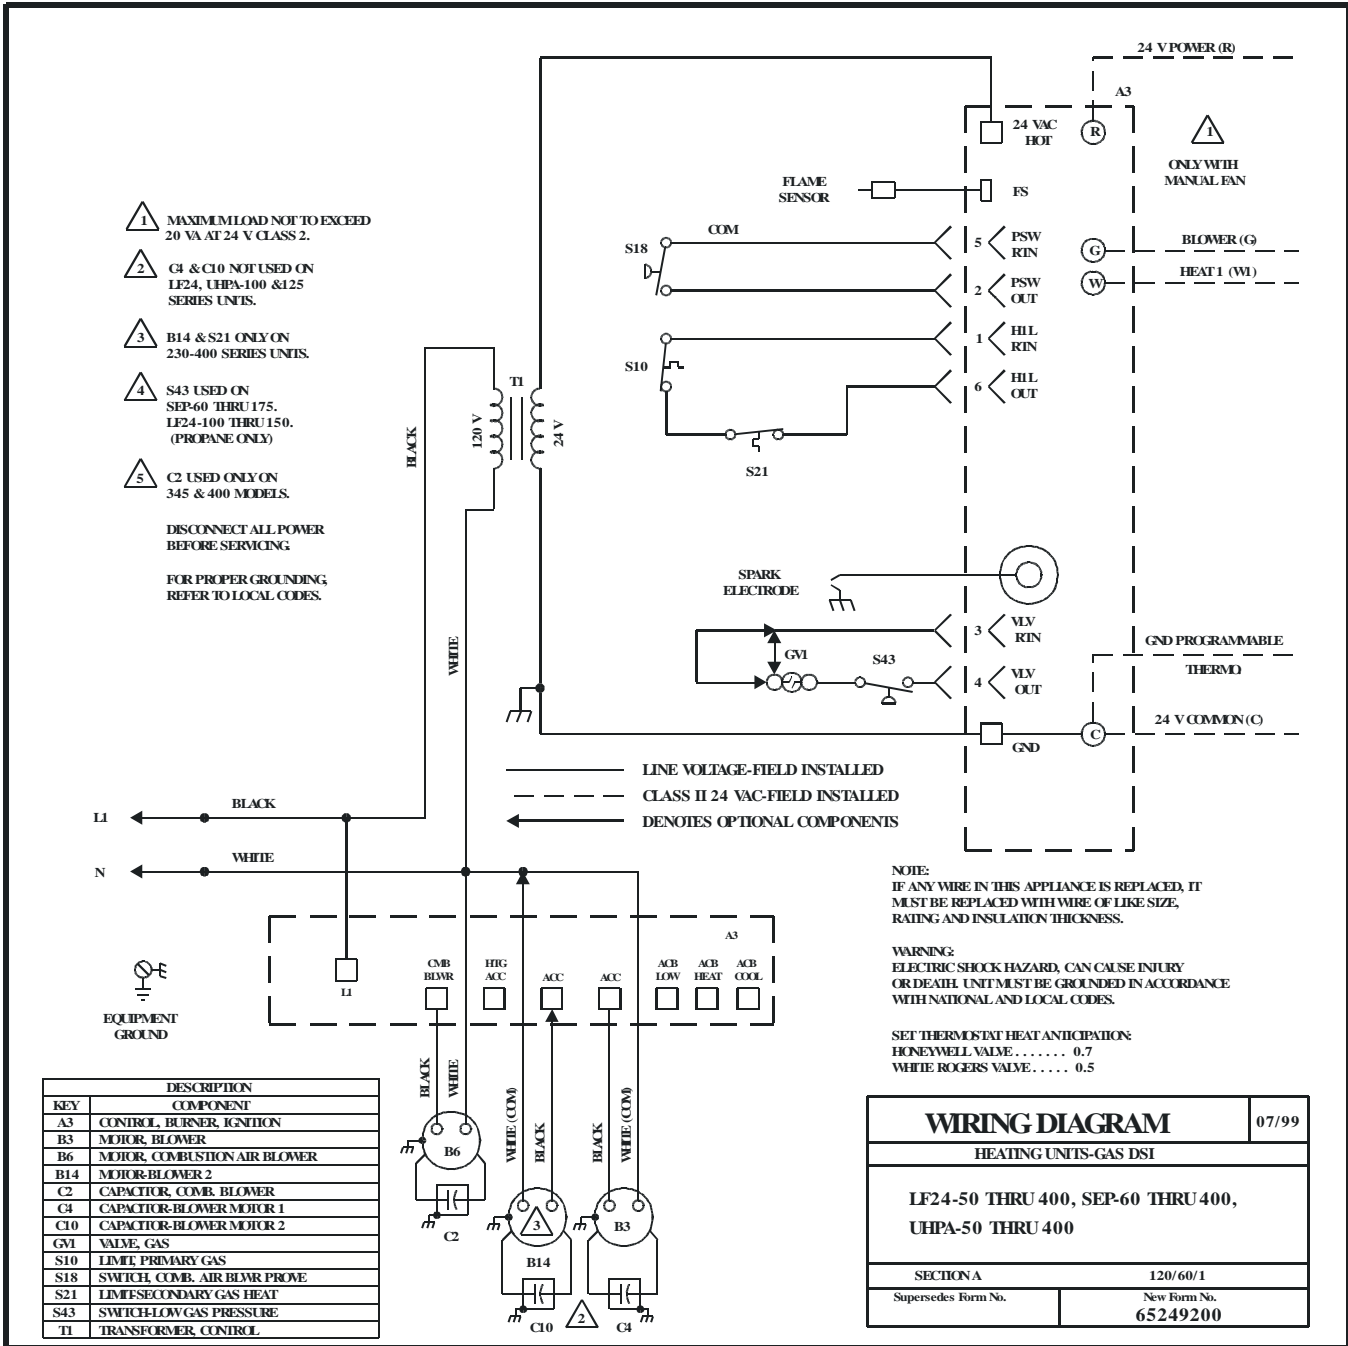 24 V POWER (R)
A3
24 VAC
HOT
R
1
ONLY WITH
MANUAL FAN
FLAME
SENSOR
FS
1 MAXIMUM LOAD NOT TO EXCEED
20 VA AT 24 V. CLASS 2.
2 C4 & C10 NOT USED ON
LF24, UHPA-100 &125
SERIES UNITS.
3 B14 & S21 ONLY ON
230-400 SERIES UNITS.
4 S43 USED ON
SEP-60 THRU 175.
LF24-100 THRU 150.
(PROPANE ONLY)
5 C2 USED ONLY ON
345 & 400 MODELS.
DISCONNECT ALL POWER
BEFORE SERVICING.
FOR PROPER GROUNDING,
REFER TO LOCAL CODES.
COM
S18
5
PSW
RTN
G
BLOWER (G)
2
PSW
OUT
W
HEAT 1 (W1)
S10
1
H1L
RTN
6
H1L
OUT
S21
T1
120 V
24 V
BLACK
WHITE
SPARK
ELECTRODE
3
VLV
RTN
GV1
S43
4
VLV
OUT
GND PROGRAMMABLE
THERMO.
GND
C
24 V COMMON (C)
LINE VOLTAGE-FIELD INSTALLED
CLASS II 24 VAC-FIELD INSTALLED
DENOTES OPTIONAL COMPONENTS
L1
BLACK
N
WHITE
A3
L1
CMB
BLWR
HTG
ACC
ACC
ACC
ACB
LOW
ACB
HEAT
ACB
COOL
EQUIPMENT
GROUND
BLACK
WHITE
WHITE (COM)
BLACK
BLACK
WHITE (COM)
B6
C2
3
B14
C10
2
B3
C4
NOTE:
IF ANY WIRE IN THIS APPLIANCE IS REPLACED, IT
MUST BE REPLACED WITH WIRE OF LIKE SIZE,
RATING AND INSULATION THICKNESS.
WARNING:
ELECTRIC SHOCK HAZARD, CAN CAUSE INJURY
OR DEATH. UNIT MUST BE GROUNDED IN ACCORDANCE
WITH NATIONAL AND LOCAL CODES.
SET THERMOSTAT HEAT ANTICIPATION:
HONEYWELL VALVE . . . . . . . 0.7
WHITE ROGERS VALVE . . . . . 0.5
DESCRIPTION
KEY COMPONENT
A3 CONTROL, BURNER, IGNITION
B3 MOTOR, BLOWER
B6 MOTOR, COMBUSTION AIR BLOWER
B14 MOTOR-BLOWER 2
C2 CAPACITOR, COMB. BLOWER
C4 CAPACITOR-BLOWER MOTOR 1
C10 CAPACITOR-BLOWER MOTOR 2
GV1 VALVE, GAS
S10 LIMIT, PRIMARY GAS
S18 SWITCH, COMB. AIR BLWR PROVE
S21 LIMIT-SECONDARY GAS HEAT
S43 SWITCH-LOW GAS PRESSURE
T1 TRANSFORMER, CONTROL
WIRING DIAGRAM 07/99
HEATING UNITS-GAS DSI
LF24-50 THRU 400, SEP-60 THRU 400,
UHPA-50 THRU 400
SECTION A 120/60/1
Supersedes Form No. New Form No.
65249200